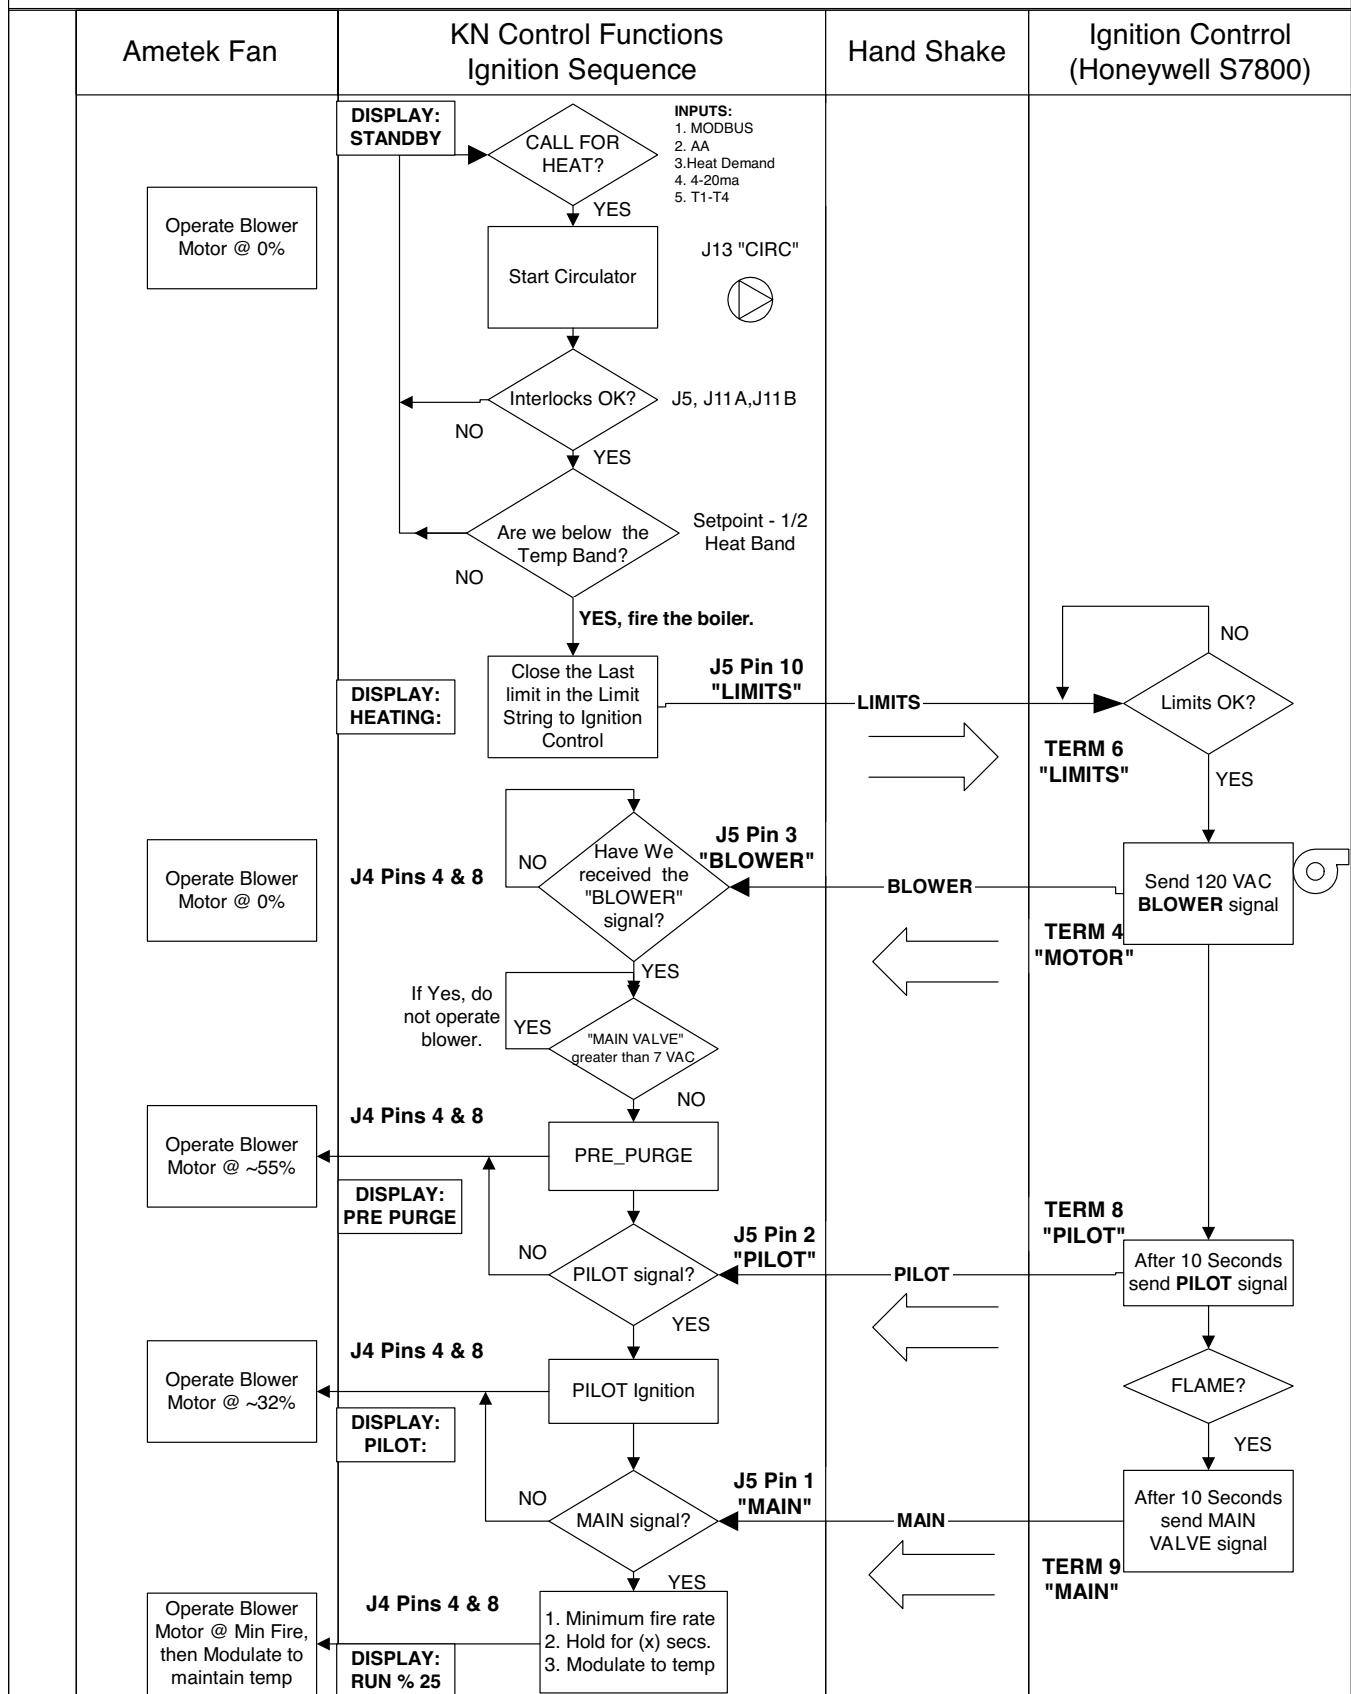 Ametek Fan
KN Control Functions
Ignition Sequence
Hand Shake
Ignition Contrrol
(Honeywell S7800)
DISPLAY:
STANDBY
CALL FOR
HEAT?
INPUTS:
1. MODBUS
2. AA
3.Heat Demand
4. 4-20ma
5. T1-T4
YES
Operate Blower
Motor @ 0%
Start Circulator
J13 "CIRC"
Interlocks OK?
J5, J11A,J11B
NO
YES
Are we below the
Temp Band?
Setpoint - 1/2
Heat Band
NO
YES, fire the boiler.
DISPLAY:
HEATING:
Close the Last
limit in the Limit
String to Ignition
Control
J5 Pin 10
"LIMITS"
LIMITS
NO
Limits OK?
TERM 6
"LIMITS"
YES
Operate Blower
Motor @ 0%
J4 Pins 4 & 8
NO
Have We
received the
"BLOWER"
signal?
J5 Pin 3
"BLOWER"
BLOWER
Send 120 VAC
BLOWER signal
TERM 4
"MOTOR"
YES
If Yes, do
not operate
blower.
YES
"MAIN VALVE"
greater than 7 VAC
NO
J4 Pins 4 & 8
Operate Blower
Motor @ ~55%
PRE_PURGE
DISPLAY:
PRE PURGE
NO
PILOT signal?
J5 Pin 2
"PILOT"
PILOT
TERM 8
"PILOT"
After 10 Seconds
send PILOT signal
YES
J4 Pins 4 & 8
Operate Blower
Motor @ ~32%
PILOT Ignition
FLAME?
DISPLAY:
PILOT:
YES
NO
MAIN signal?
J5 Pin 1
"MAIN"
MAIN
After 10 Seconds
send MAIN
VALVE signal
TERM 9
"MAIN"
YES
J4 Pins 4 & 8
Operate Blower
Motor @ Min Fire,
then Modulate to
maintain temp
1. Minimum fire rate
2. Hold for (x) secs.
3. Modulate to temp
DISPLAY:
RUN % 25